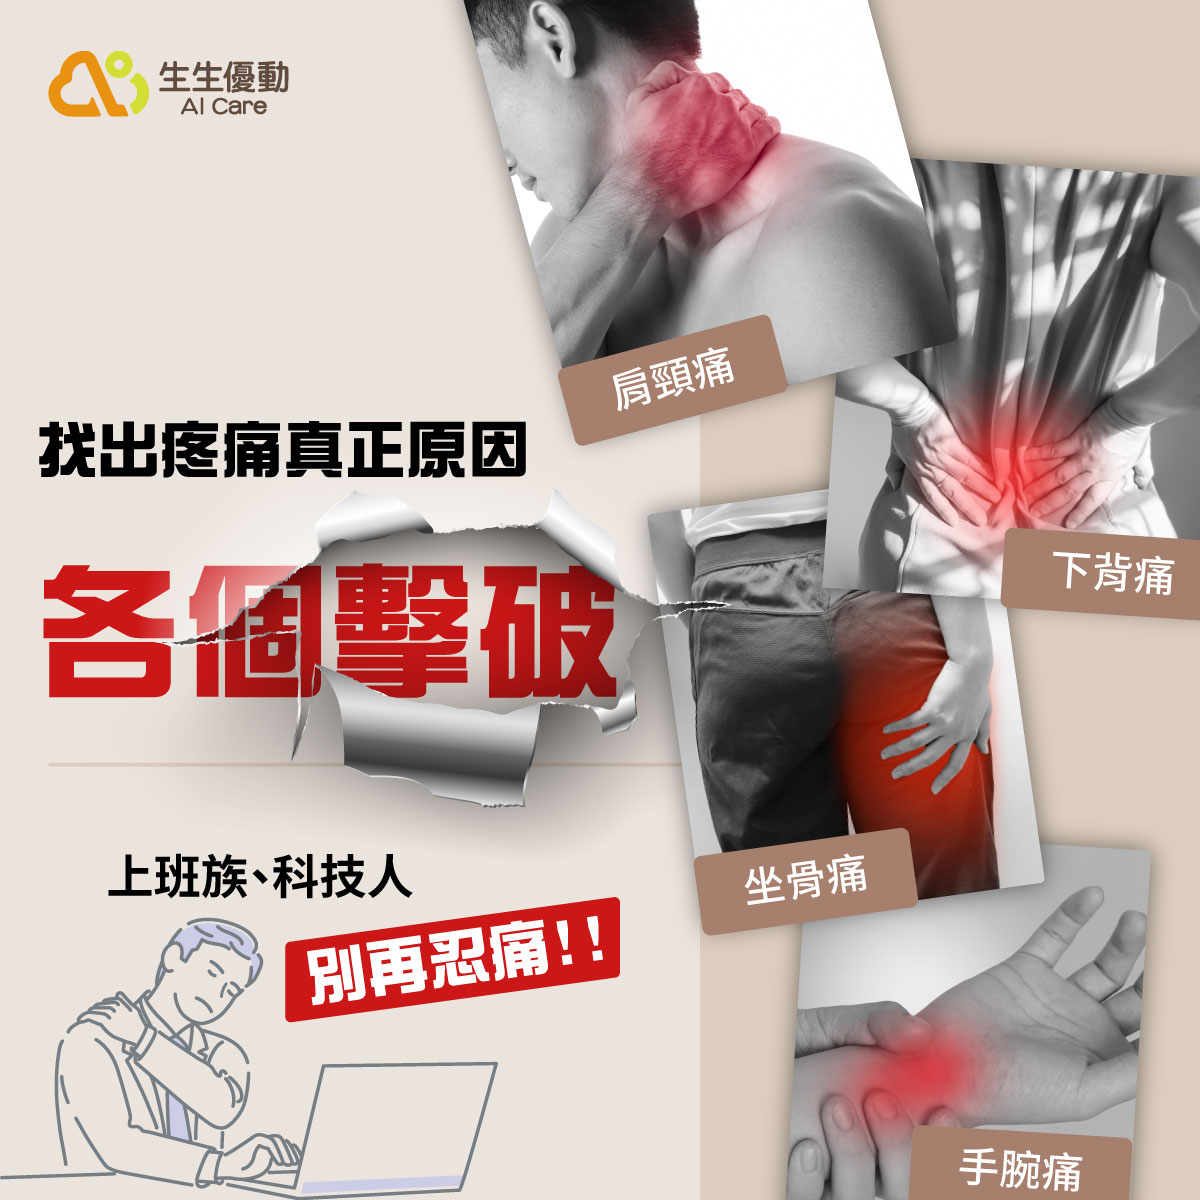 生生優動
AI Care
肩頸痛
找出疼痛真正原因
下背痛
各個擊破
坐骨痛
上班族、科技人
別再忍痛!!
手腕痛